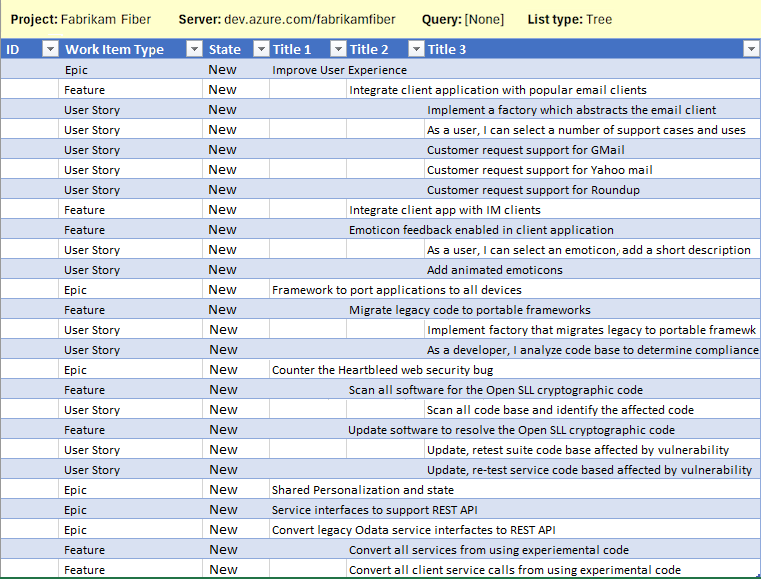 Project: Fabrikam Fiber Server: dev.azure.com/fabrikamfiber Query: [None] List type: Tree
ID Work Item Type State Title 1 Title 2 Title 3
Epic New Improve User Experience
Feature New Integrate client application with popular email clients
User Story New Implement a factory which abstracts the email client
User Story New As a user, I can select a number of support cases and uses
User Story New Customer request support for GMail
User Story New Customer request support for Yahoo mail
User Story New Customer request support for Roundup
Feature New Integrate client app with IM clients
Feature New Emoticon feedback enabled in client application
User Story New As a user, I can select an emoticon, add a short description
User Story New Add animated emoticons
Epic New Framework to port applications to all devices
Feature New Migrate legacy code to portable frameworks
User Story New Implement factory that migrates legacy to portable framewk
User Story New As a developer, I analyze code base to determine compliance
Epic New Counter the Heartbleed web security bug
Feature New Scan all software for the Open SLL cryptographic code
User Story New Scan all code base and identify the affected code
Feature New Update software to resolve the Open SLL cryptographic code
User Story New Update, retest suite code base affected by vulnerability
User Story New Update, re-test service code based affected by vulnerability
Epic New Shared Personalization and state
Epic New Service interfaces to support REST API
Epic New Convert legacy Odata service interfactes to REST API
Feature New Convert all services from using experiemental code
Feature New Convert all client service calls from using experimental code